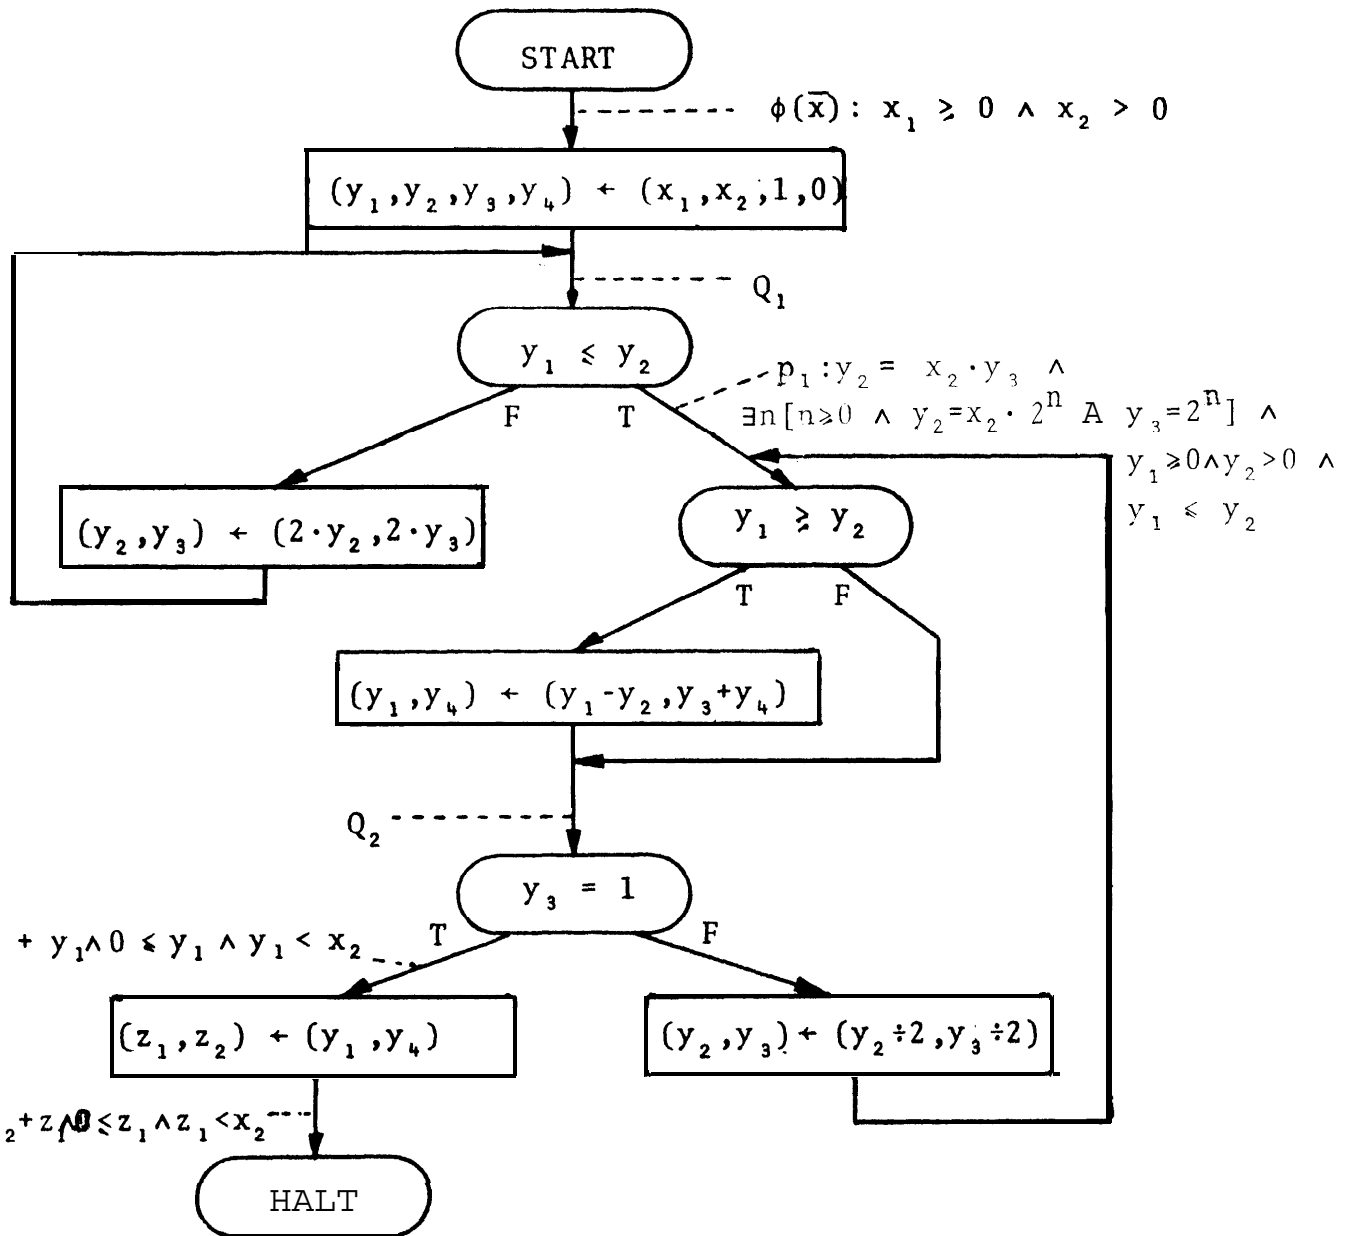 START
ϕ(x̅): x₁ ≥ 0 ∧ x₂ > 0
(y₁,y₂,y₃,y₄) ← (x₁,x₂,1,0)
Q₁
y₁ ≤ y₂
p₁:y₂ = x₂·y₃ ∧
F T
∃n[n≥0 ∧ y₂=x₂·2ⁿ A y₃=2ⁿ] ∧
y₁≥0∧y₂>0 ∧
y₁ ≤ y₂
(y₂,y₃) ← (2·y₂,2·y₃)
y₁ ≥ y₂
T F
(y₁,y₄) ← (y₁-y₂,y₃+y₄)
Q₂
y₃ = 1
T F
+ y₁∧0 ≤ y₁ ∧ y₁ < x₂
(z₁,z₂) ← (y₁,y₄)
(y₂,y₃) ← (y₂÷2,y₃÷2)
₂+z₁∧0≤z₁∧z₁<x₂
HALT